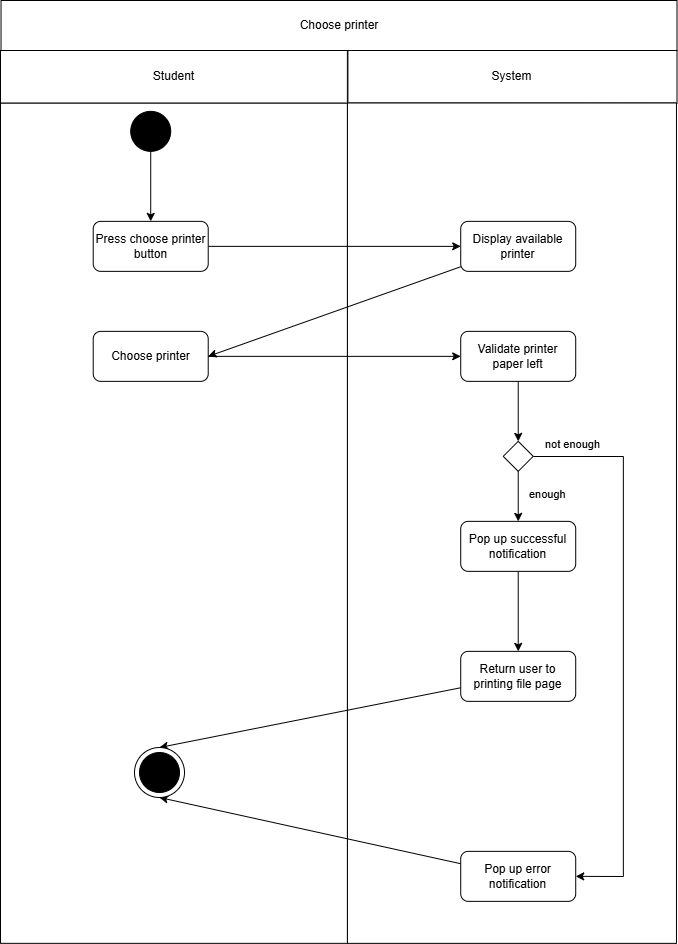 Choose printer
Student
System
Press choose printer
button
Display available
printer
Choose printer
Validate printer
paper left
not enough
enough
Pop up successful
notification
Return user to
printing file page
Pop up error
notification